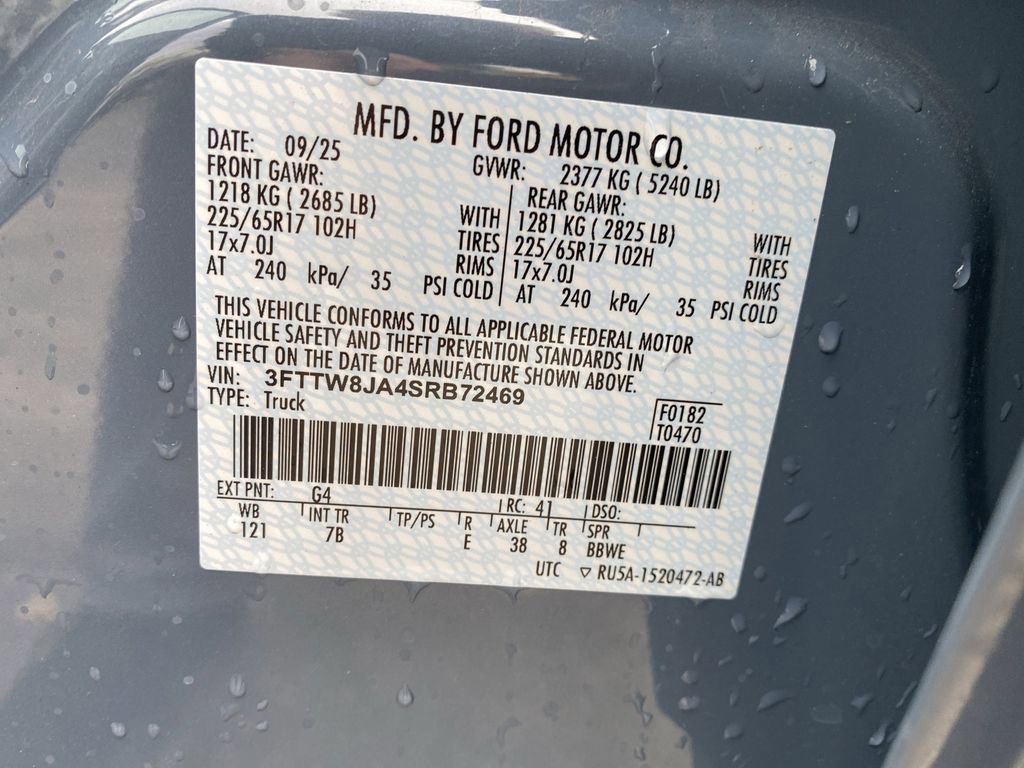 MFD. BY FORD MOTOR CO.
DATE: 09/25 GVWR: 2377 KG ( 5240 LB)
FRONT GAWR: REAR GAWR:
1218 KG ( 2685 LB) WITH 1281 KG ( 2825 LB) WITH
225/65R17 102H TIRES 225/65R17 102H TIRES
17x7.0J RIMS 17x7.0J RIMS
AT 240 kPa/ 35 PSI COLD AT 240 kPa/ 35 PSI COLD
THIS VEHICLE CONFORMS TO ALL APPLICABLE FEDERAL MOTOR
VEHICLE SAFETY AND THEFT PREVENTION STANDARDS IN
EFFECT ON THE DATE OF MANUFACTURE SHOWN ABOVE.
VIN: 3FTTW8JA4SRB72469
TYPE: Truck
F0182
T0470
EXT PNT: G4 RC: 41 DSO:
WB INT TR TP/PS R AXLE TR SPR
121 7B E 38 8 BBWE
UTC ▽ RU5A-1520472-AB